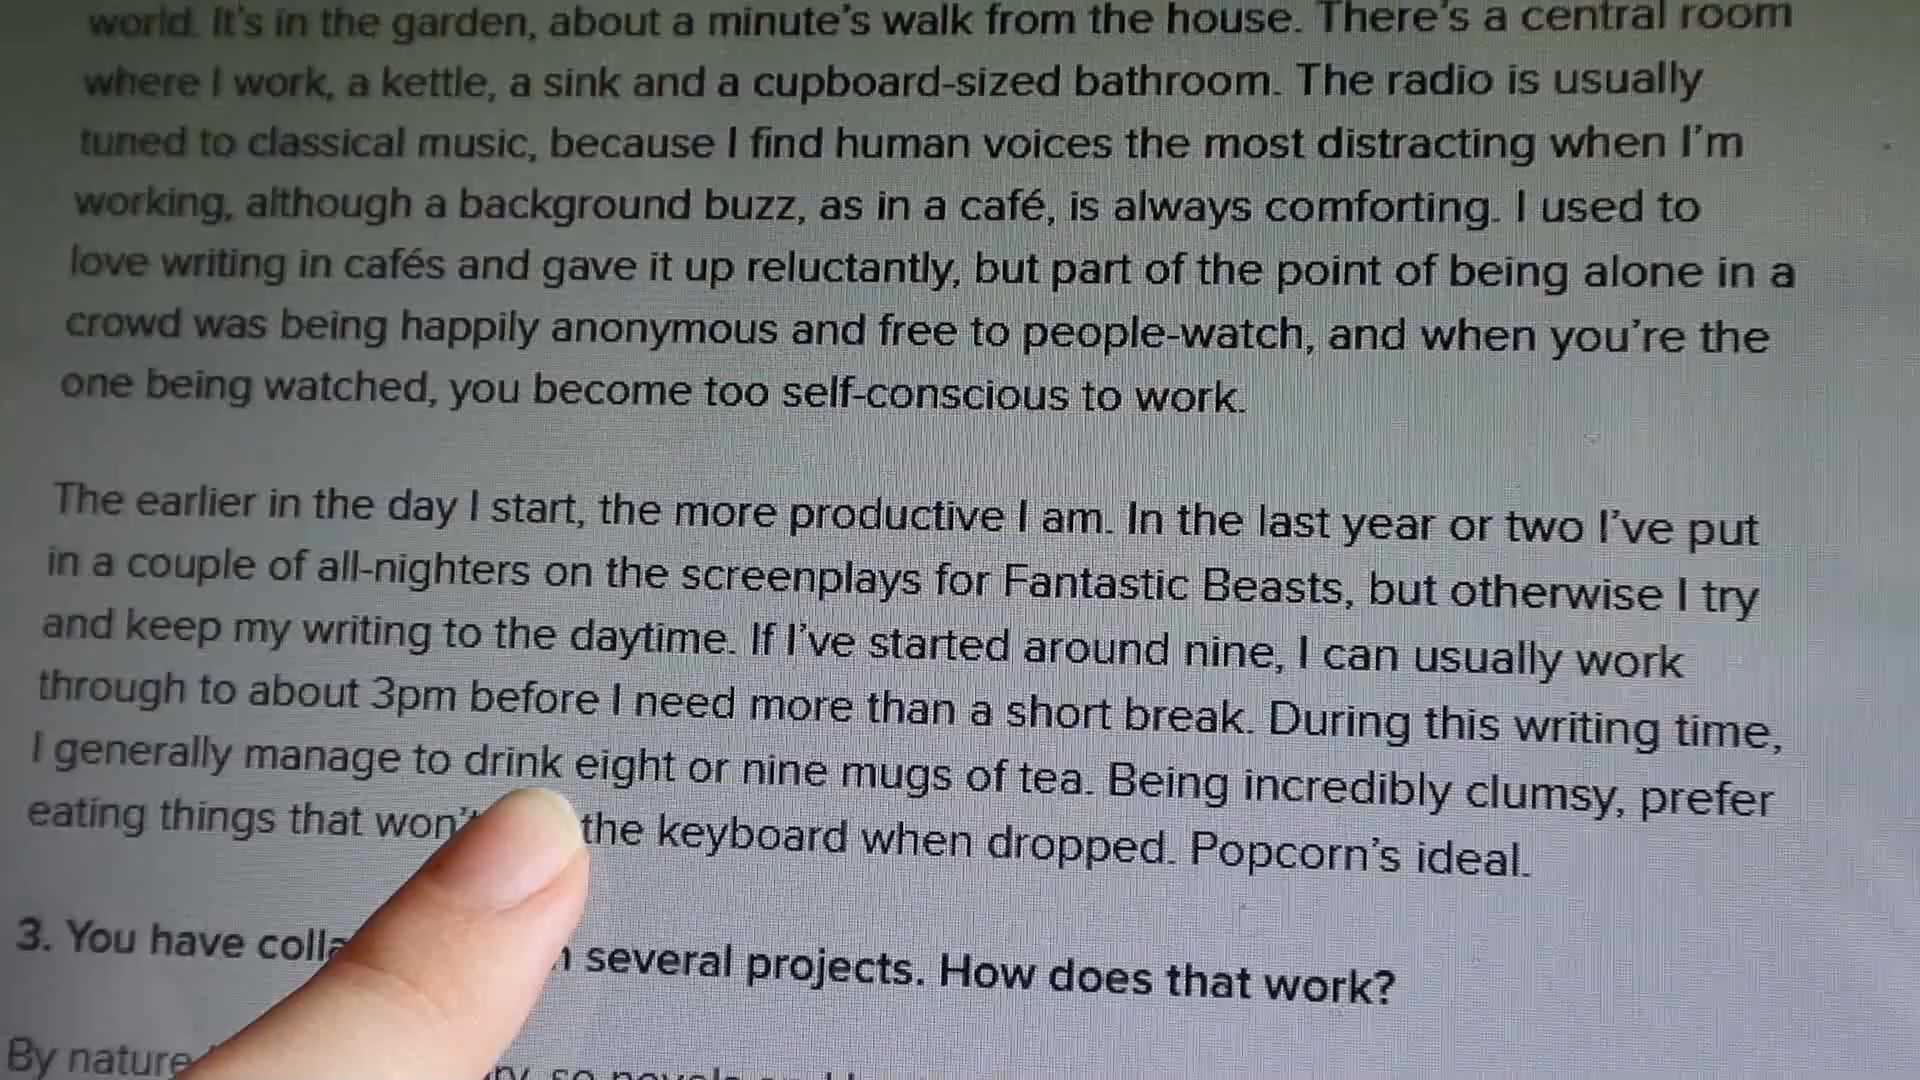 world. It's in the garden, about a minute's walk from the house. There's a central room
where I work, a kettle, a sink and a cupboard-sized bathroom. The radio is usually
tuned to classical music, because I find human voices the most distracting when I'm
working, although a background buzz, as in a café, is always comforting. I used to
love writing in cafés and gave it up reluctantly, but part of the point of being alone in a
crowd was being happily anonymous and free to people-watch, and when you're the
one being watched, you become too self-conscious to work.
The earlier in the day I start, the more productive I am. In the last year or two I've put
in a couple of all-nighters on the screenplays for Fantastic Beasts, but otherwise I try
and keep my writing to the daytime. If I've started around nine, I can usually work
through to about 3pm before I need more than a short break. During this writing time,
I generally manage to drink eight or nine mugs of tea. Being incredibly clumsy, prefer
eating things that won't the keyboard when dropped. Popcorn's ideal.
3. You have several projects. How does that work?
By nature so